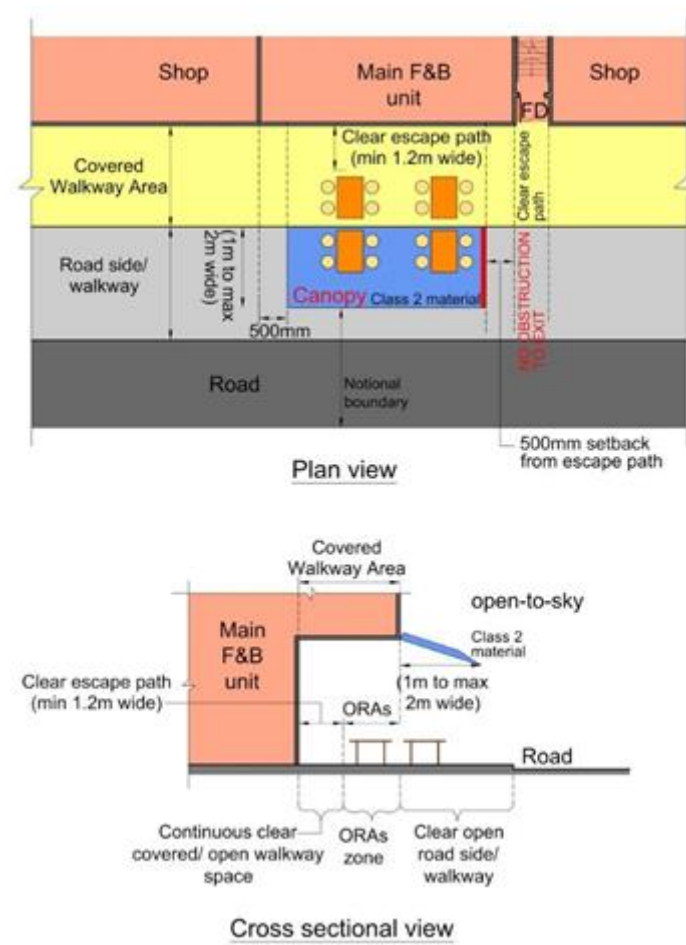 Shop
Main F&B
unit
Shop
FD
Clear escape path
(min 1.2m wide)
Clear escape
path
Covered
Walkway Area
Road side/
walkway
(1m to max
2m wide)
Canopy Class 2 material
NO OBSTRUCTION
TO EXIT
500mm
Road
Notional
boundary
500mm setback
from escape path
Plan view
Covered
Walkway Area
open-to-sky
Main
F&B
unit
Class 2
material
Clear escape path
(min 1.2m wide)
ORAs
(1m to max
2m wide)
Road
Continuous clear
covered/ open walkway
space
ORAs
zone
Clear open
road side/
walkway
Cross sectional view